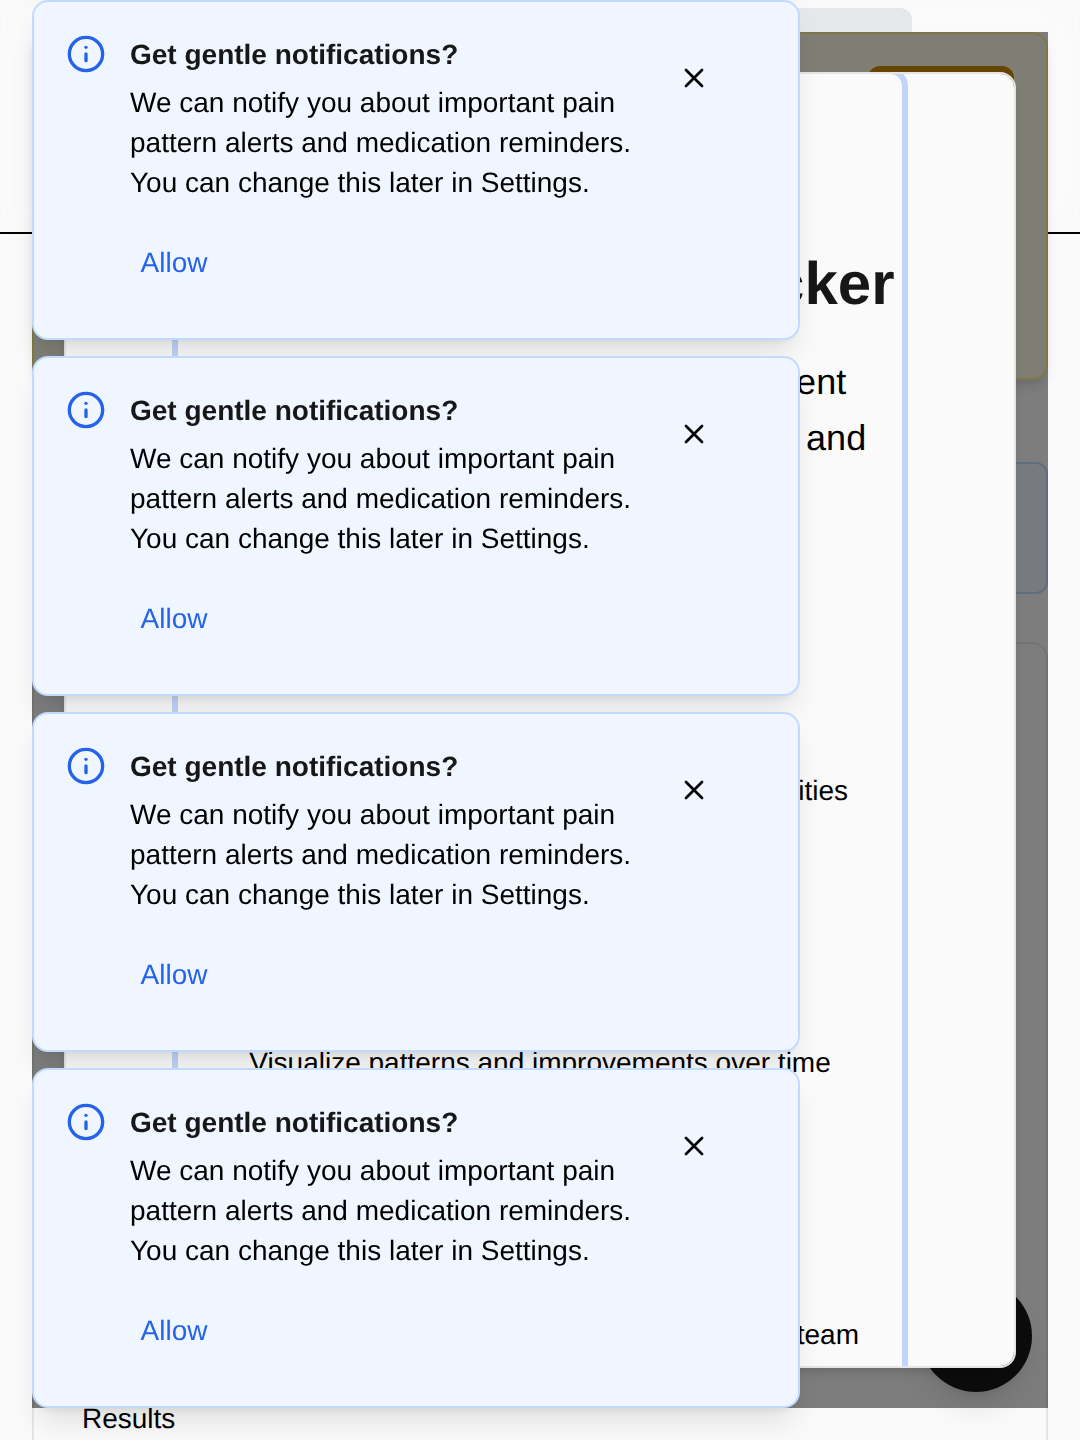 Get gentle notifications?
We can notify you about important pain
pattern alerts and medication reminders.
You can change this later in Settings.
Allow
cker
ent
and
Get gentle notifications?
We can notify you about important pain
pattern alerts and medication reminders.
You can change this later in Settings.
Allow
Get gentle notifications?
We can notify you about important pain
pattern alerts and medication reminders.
You can change this later in Settings.
Allow
ities
Visualize patterns and improvements over time
Get gentle notifications?
We can notify you about important pain
pattern alerts and medication reminders.
You can change this later in Settings.
Allow
team
Results